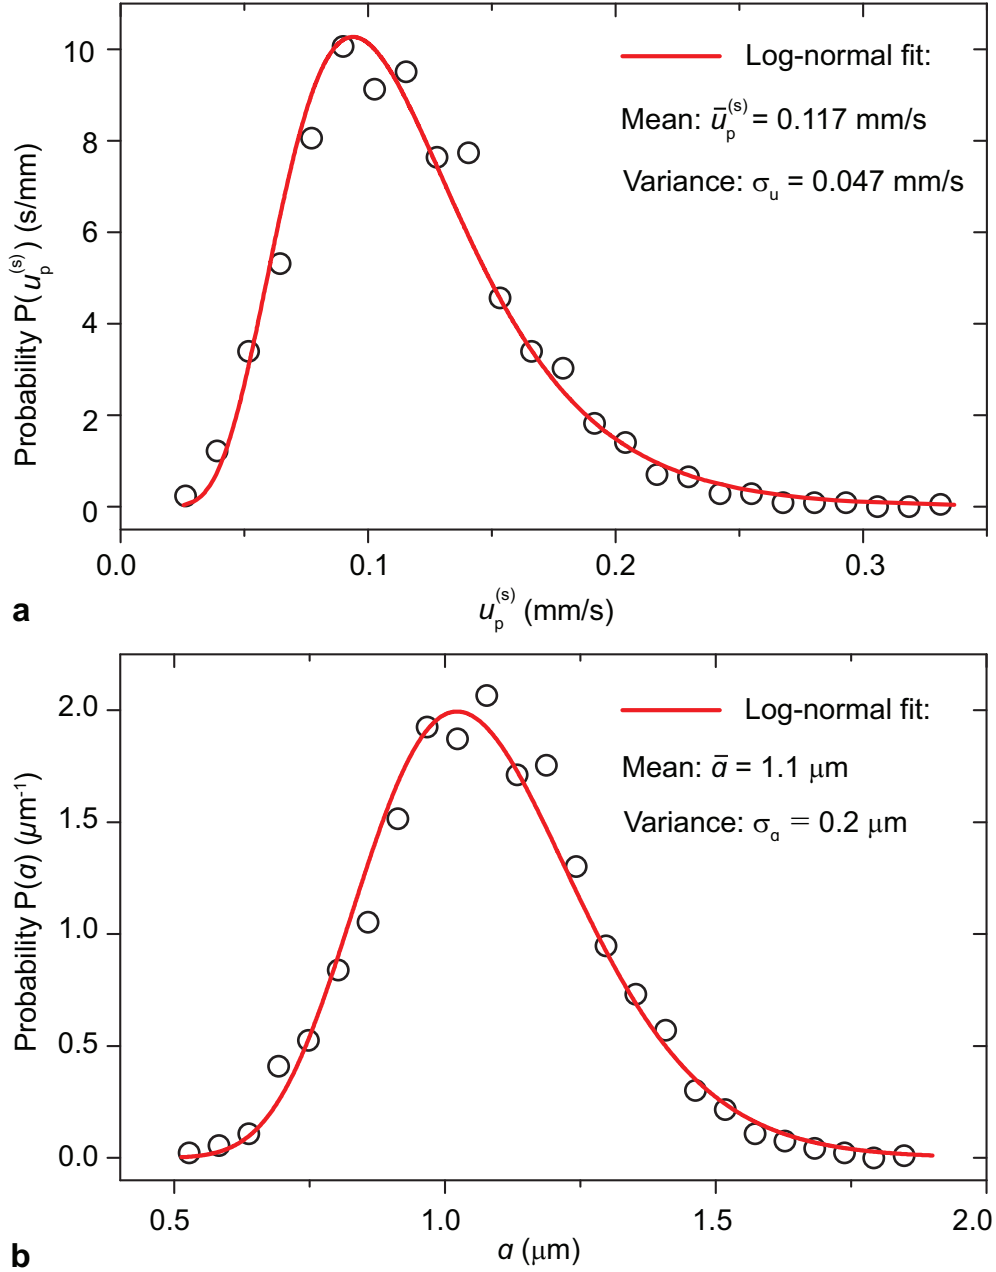 10
8
6
4
2
0
Probability P(u_p^(s)) (s/mm)
Log-normal fit:
Mean: ū_p^(s) = 0.117 mm/s
Variance: σ_u = 0.047 mm/s
0.0 0.1 0.2 0.3
u_p^(s) (mm/s)
a
2.0
1.5
1.0
0.5
0.0
Probability P(a) (μm⁻¹)
Log-normal fit:
Mean: ā = 1.1 μm
Variance: σ_a = 0.2 μm
0.5 1.0 1.5 2.0
a (μm)
b